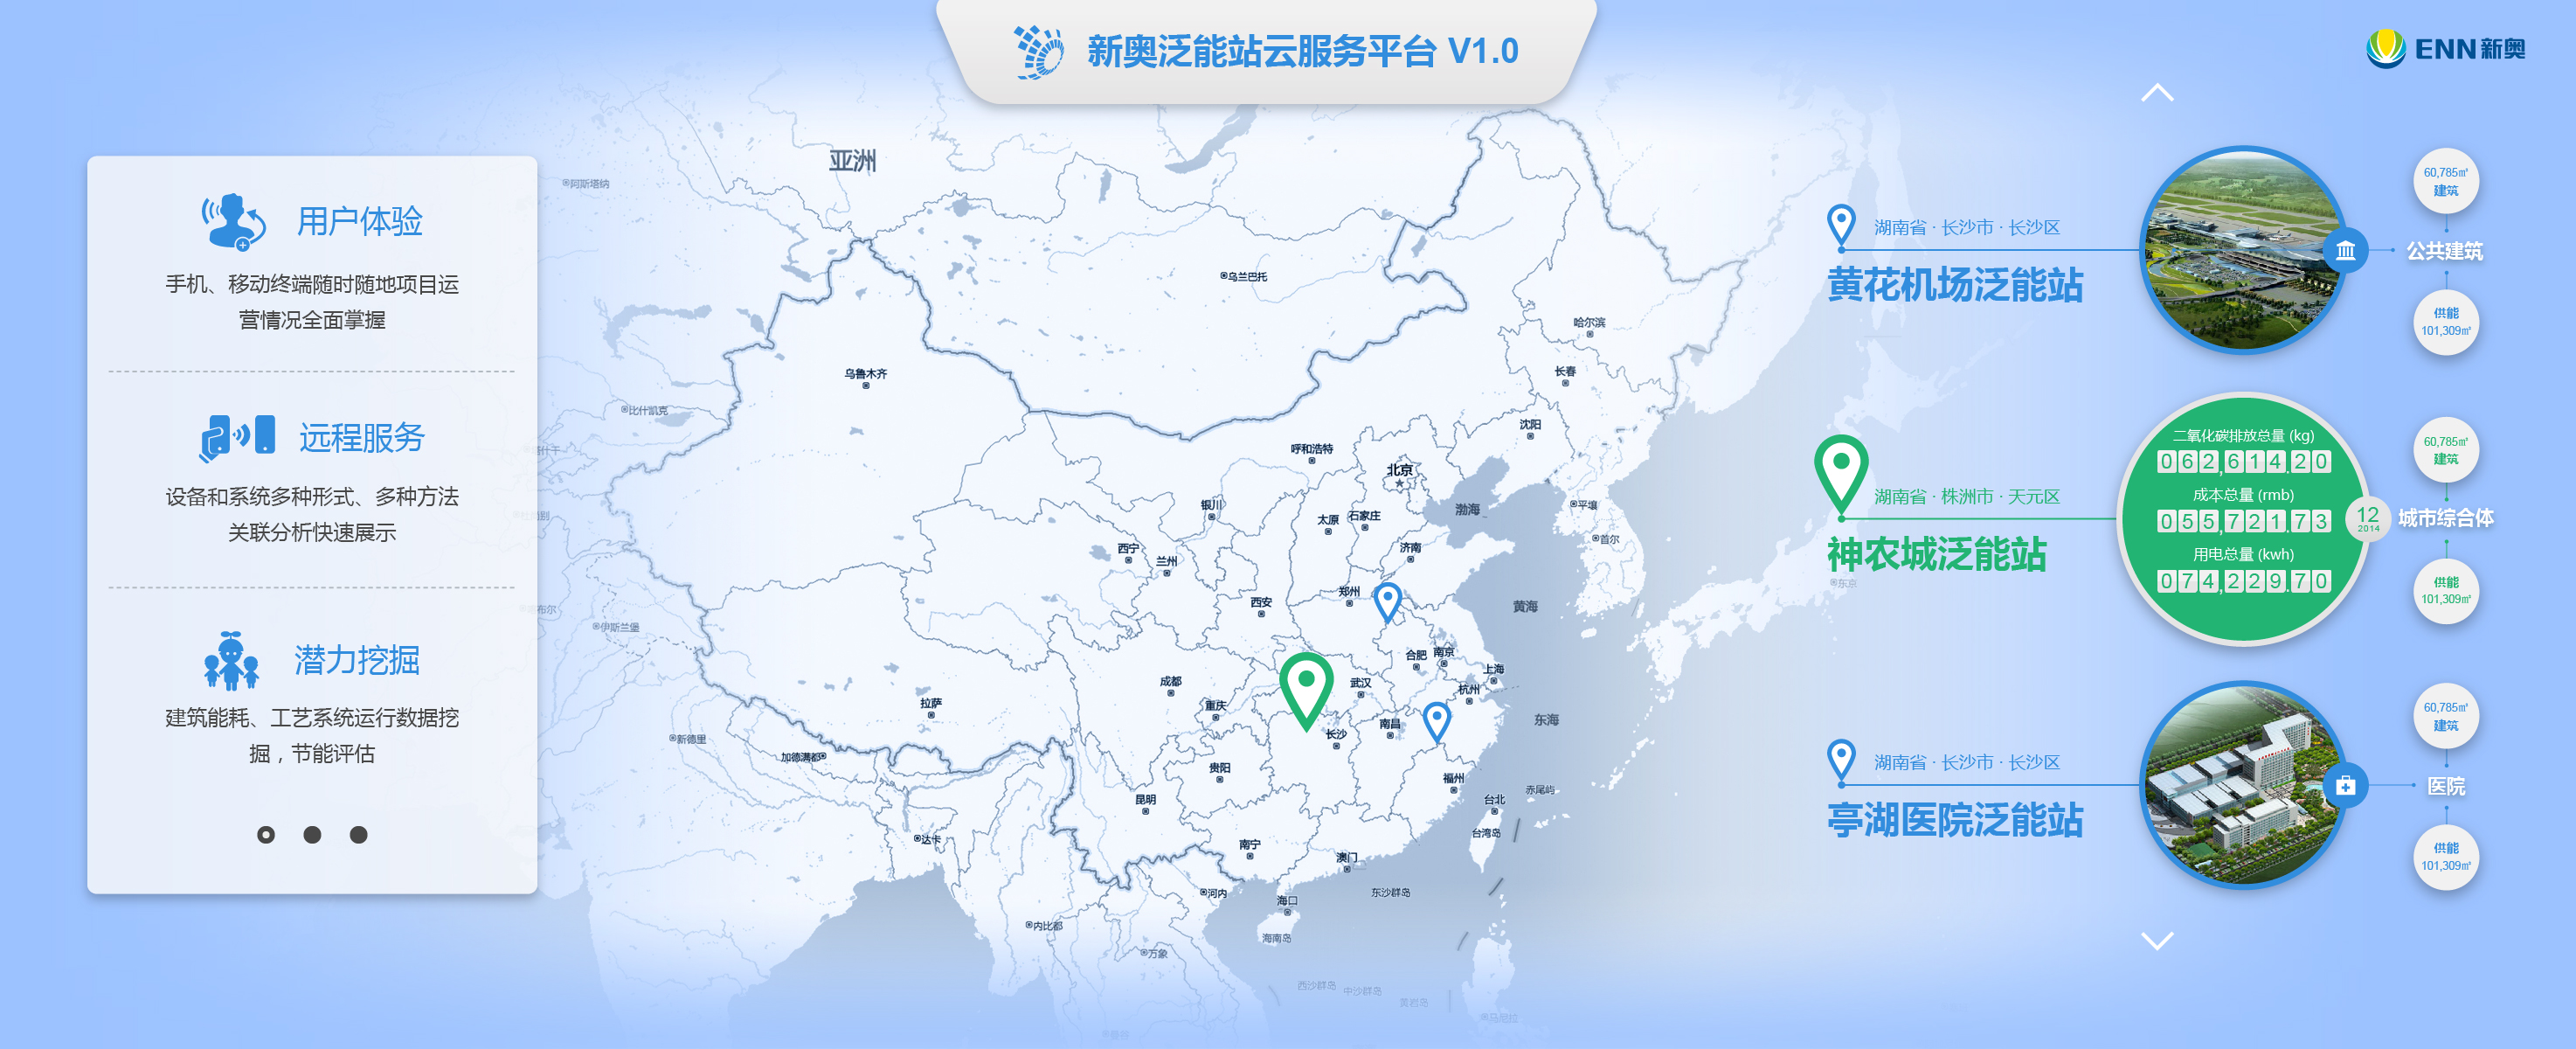 新奥泛能站云服务平台 V1.0
ENN新奥
用户体验
手机、移动终端随时随地项目运
营情况全面掌握
远程服务
设备和系统多种形式、多种方法
关联分析快速展示
潜力挖掘
建筑能耗、工艺系统运行数据挖
掘，节能评估
亚洲
阿斯塔纳
乌兰巴托
哈尔滨
长春
乌鲁木齐
比什凯克
沈阳
呼和浩特
北京
银川
太原
石家庄
渤海
平壤
首尔
西宁
兰州
济南
东京
郑州
西安
黄海
伊斯兰堡
合肥
南京
上海
成都
武汉
杭州
拉萨
重庆
南昌
东海
新德里
长沙
加德满都
贵阳
福州
赤尾屿
昆明
台北
台湾岛
达卡
南宁
澳门
河内
东沙群岛
海口
内比都
海南岛
万象
西沙群岛
中沙群岛
黄岩岛
湖南省 · 长沙市 · 长沙区
黄花机场泛能站
60,785㎡
建筑
公共建筑
供能
101,309㎡
湖南省 · 株洲市 · 天元区
神农城泛能站
二氧化碳排放总量 (kg)
062,614.20
成本总量 (rmb)
055,721.73
用电总量 (kwh)
074,229.70
12
2014
60,785㎡
建筑
城市综合体
供能
101,309㎡
湖南省 · 长沙市 · 长沙区
亭湖医院泛能站
60,785㎡
建筑
医院
供能
101,309㎡